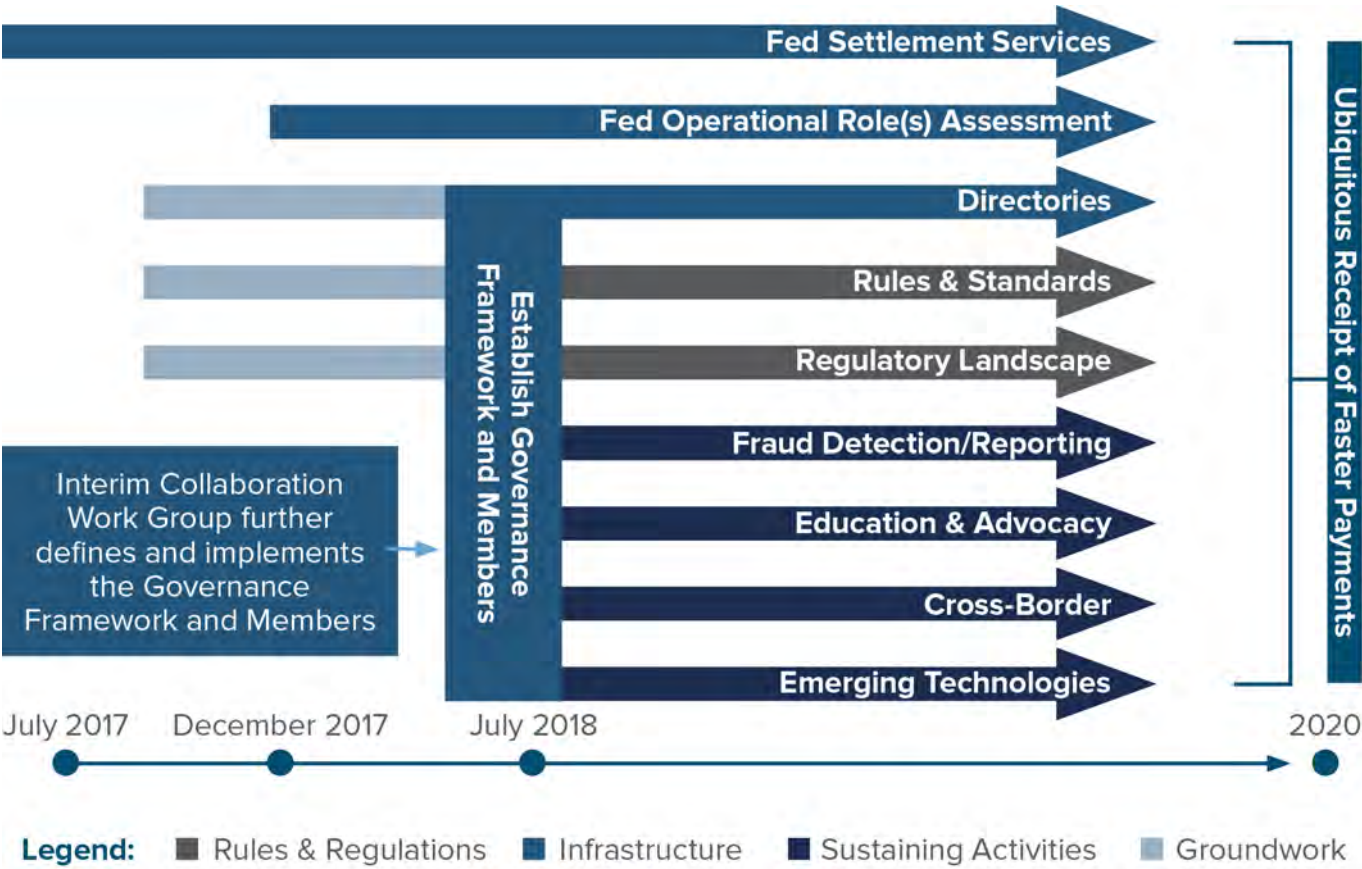 Fed Settlement Services
Fed Operational Role(s) Assessment
Directories
Rules & Standards
Regulatory Landscape
Fraud Detection/Reporting
Education & Advocacy
Cross-Border
Emerging Technologies
Establish Governance
Framework and Members
Interim Collaboration
Work Group further
defines and implements
the Governance
Framework and Members
Ubiquitous Receipt of Faster Payments
July 2017
December 2017
July 2018
2020
Legend:
Rules & Regulations
Infrastructure
Sustaining Activities
Groundwork